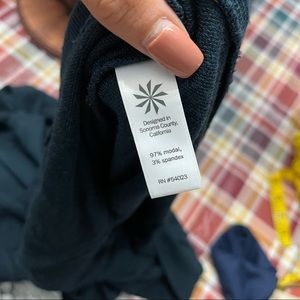 Designed in
Sonoma County,
California
97% modal,
3% spandex
RN #54023